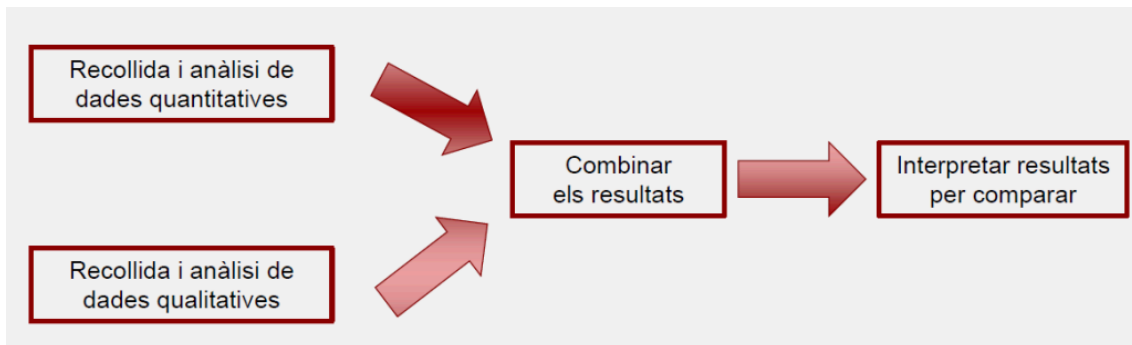 Recollida i anàlisi de
dades quantitatives
Combinar
els resultats
Interpretar resultats
per comparar
Recollida i anàlisi de
dades qualitatives